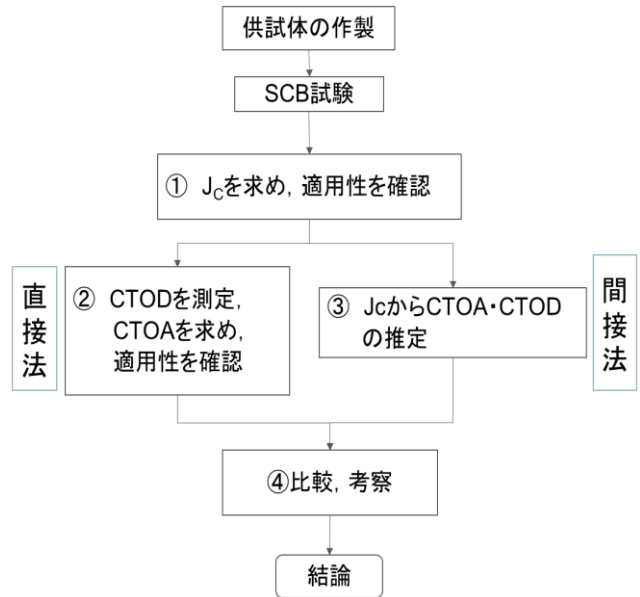 供試体の作製
SCB試験
① JCを求め，適用性を確認
直接法
② CTODを測定，
CTOAを求め，
適用性を確認
③ JcからCTOA・CTOD
の推定
間接法
④比較，考察
結論